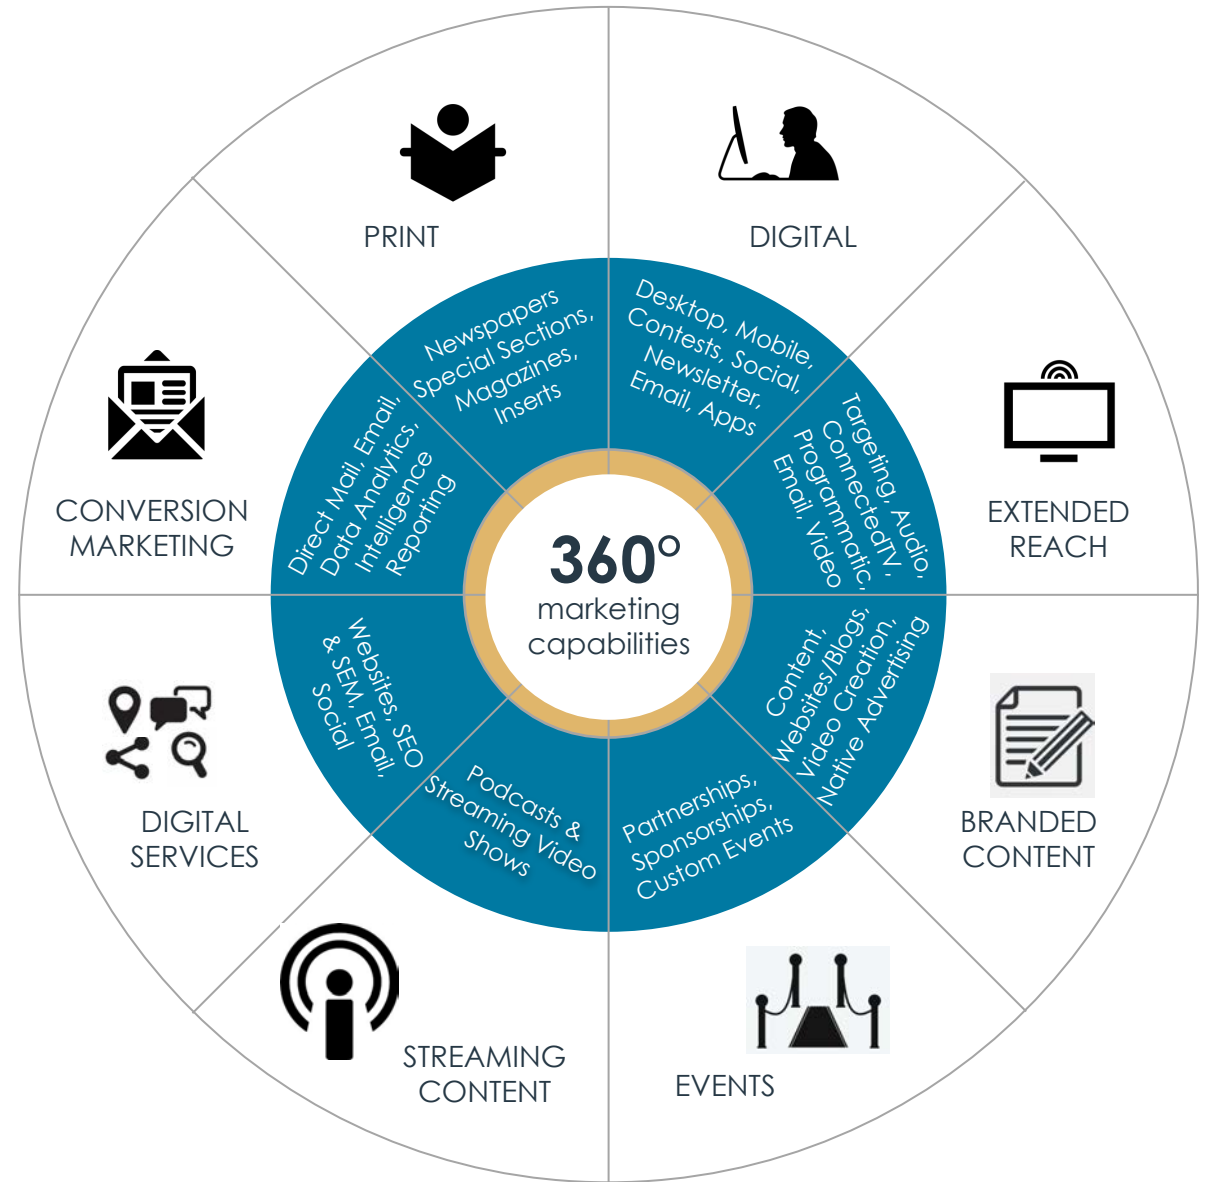 PRINT
DIGITAL
Newspapers
Special Sections,
Magazines,
Inserts
Desktop, Mobile,
Contests, Social,
Newsletter,
Email, Apps
CONVERSION
MARKETING
Direct Mail, Email,
Data Analytics,
Intelligence
Reporting
Targeting, Audio,
ConnectedTV,
Programmatic,
Email, Video
EXTENDED
REACH
360°
marketing
capabilities
DIGITAL
SERVICES
Websites, SEO
& SEM, Email,
Social
Content,
Websites/Blogs,
Video Creation,
Native Advertising
BRANDED
CONTENT
Podcasts &
Streaming Video
Shows
Partnerships,
Sponsorships,
Custom Events
STREAMING
CONTENT
EVENTS